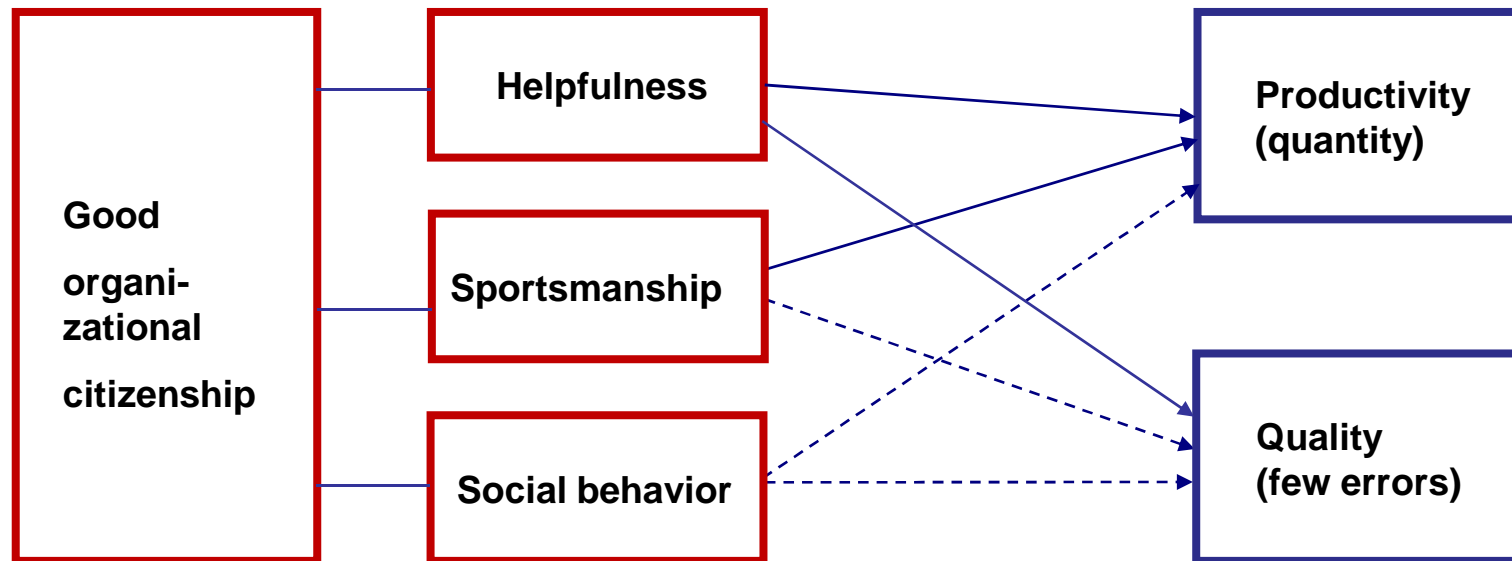 Good
organi-
zational
citizenship
Helpfulness
Sportsmanship
Social behavior
Productivity
(quantity)
Quality
(few errors)